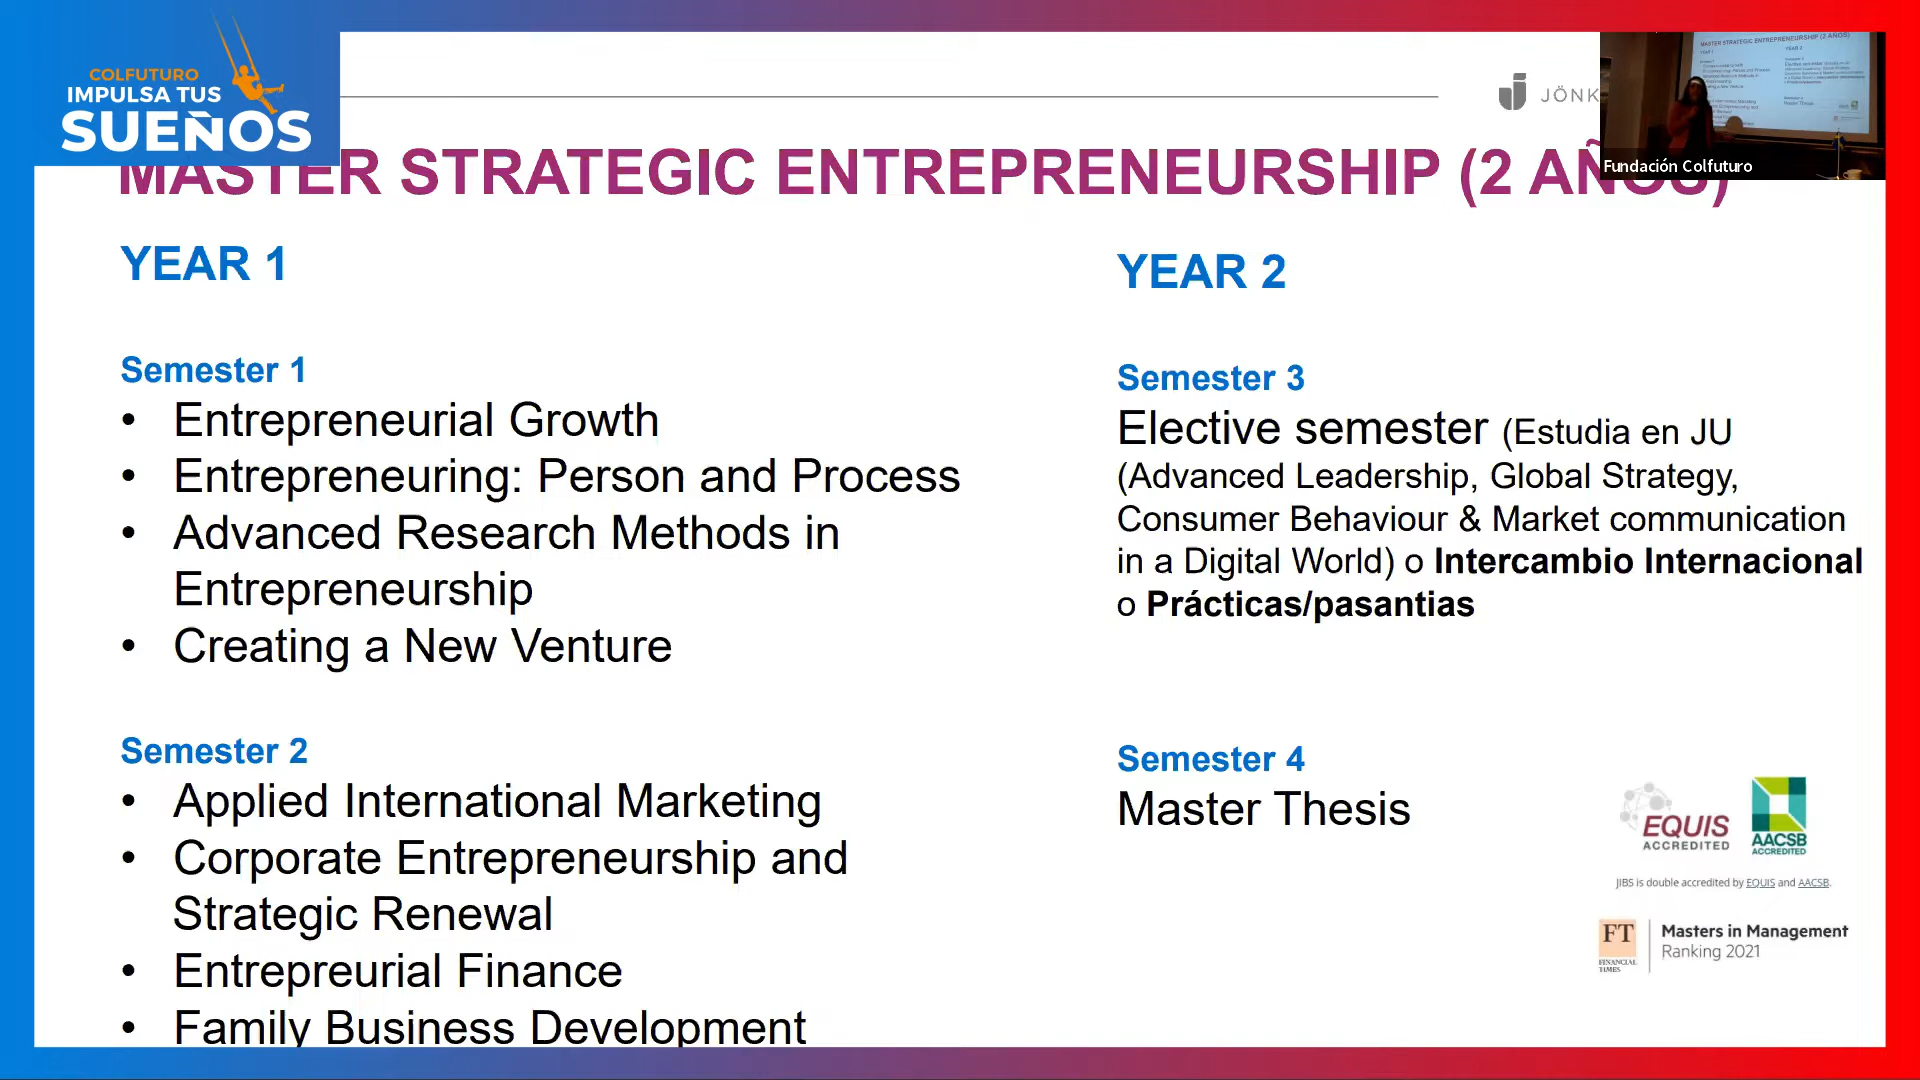 COLFUTURO
IMPULSA TUS
SUEÑOS
JÖNK
Fundación Colfuturo
MASTER STRATEGIC ENTREPRENEURSHIP (2 AÑOS)
YEAR 1
Semester 1
• Entrepreneurial Growth
• Entrepreneuring: Person and Process
• Advanced Research Methods in
Entrepreneurship
• Creating a New Venture
Semester 2
• Applied International Marketing
• Corporate Entrepreneurship and
Strategic Renewal
• Entrepreurial Finance
• Family Business Development
YEAR 2
Semester 3
Elective semester (Estudia en JU
(Advanced Leadership, Global Strategy,
Consumer Behaviour & Market communication
in a Digital World) o Intercambio Internacional
o Prácticas/pasantias
Semester 4
Master Thesis
EQUIS
ACCREDITED
AACSB
ACCREDITED
JIBS is double accredited by EQUIS and AACSB.
FT
FINANCIAL
TIMES
Masters in Management
Ranking 2021